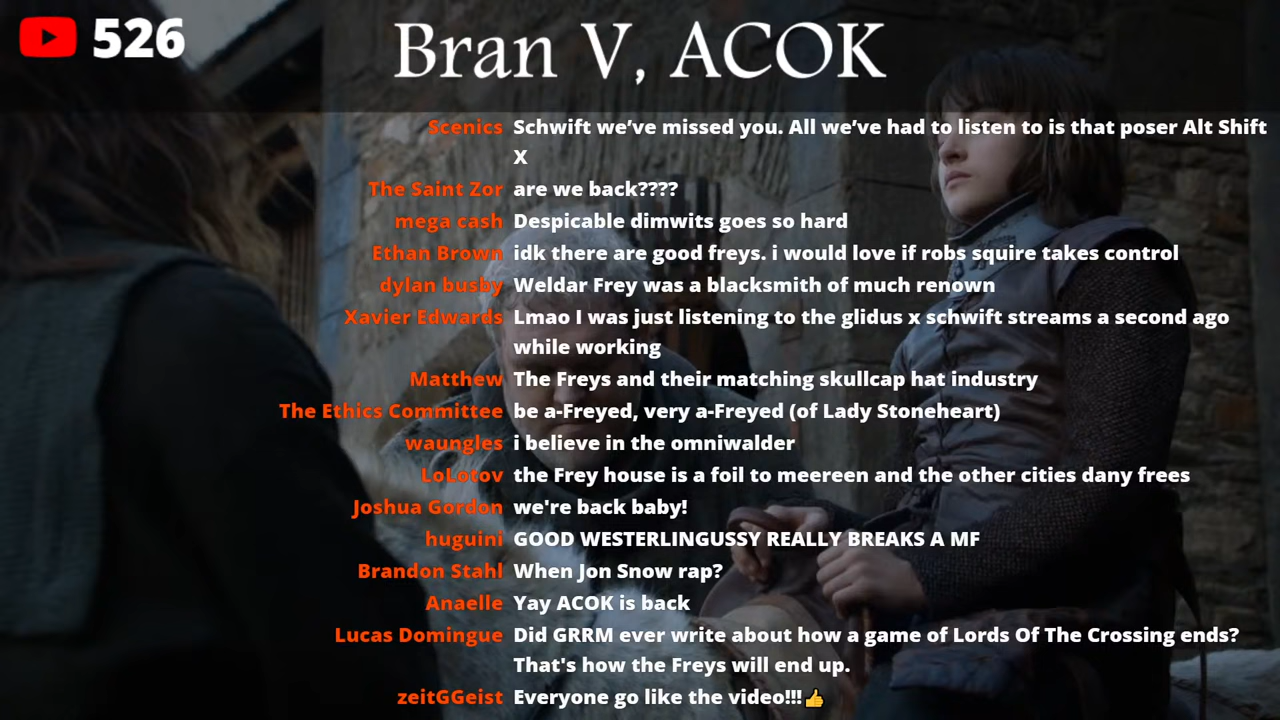 526
Bran V, ACOK
Scenics Schwift we’ve missed you. All we’ve had to listen to is that poser Alt Shift
X
The Saint Zor are we back????
mega cash Despicable dimwits goes so hard
Ethan Brown idk there are good freys. i would love if robs squire takes control
dylan busby Weldar Frey was a blacksmith of much renown
Xavier Edwards Lmao I was just listening to the glidus x schwift streams a second ago
while working
Matthew The Freys and their matching skullcap hat industry
The Ethics Committee be a-Freyed, very a-Freyed (of Lady Stoneheart)
waungles i believe in the omniwalder
LoLotov the Frey house is a foil to meereen and the other cities dany frees
Joshua Gordon we're back baby!
huguini GOOD WESTERLINGUSSY REALLY BREAKS A MF
Brandon Stahl When Jon Snow rap?
Anaelle Yay ACOK is back
Lucas Domingue Did GRRM ever write about how a game of Lords Of The Crossing ends?
That's how the Freys will end up.
zeitGGeist Everyone go like the video!!!👍